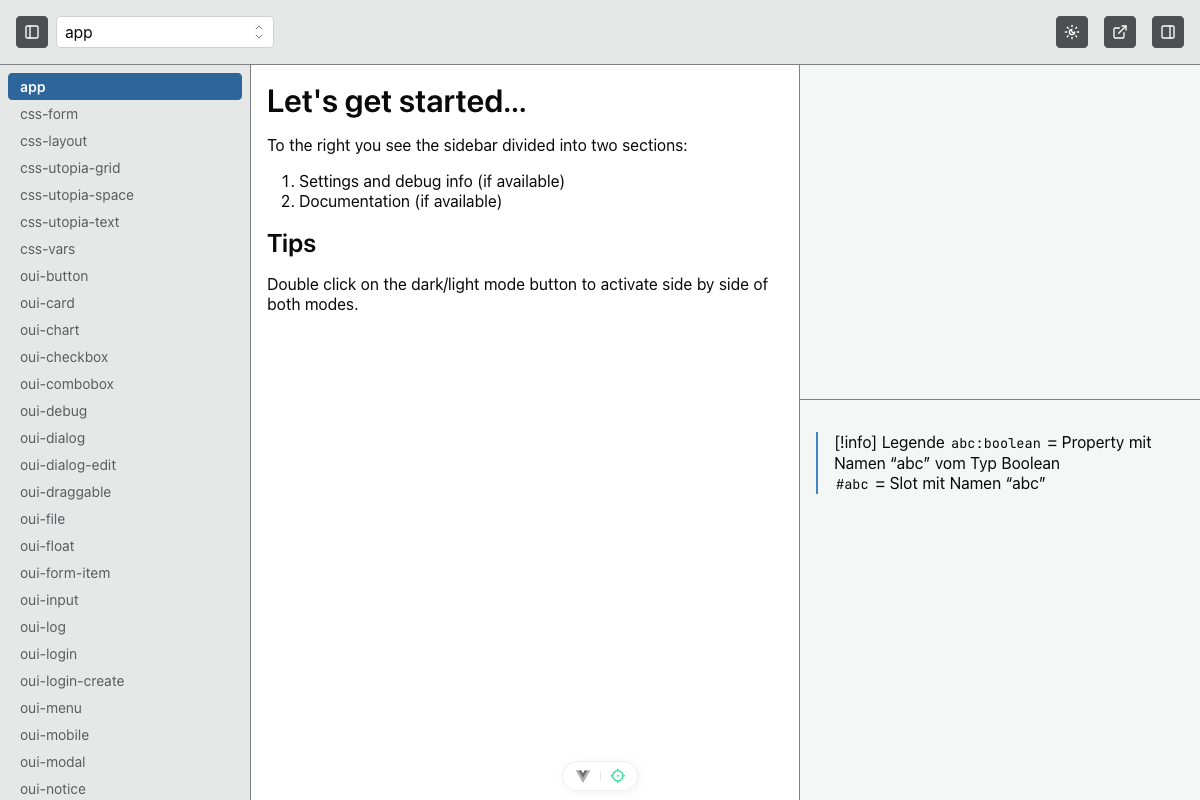 app
app
css-form
css-layout
css-utopia-grid
css-utopia-space
css-utopia-text
css-vars
oui-button
oui-card
oui-chart
oui-checkbox
oui-combobox
oui-debug
oui-dialog
oui-dialog-edit
oui-draggable
oui-file
oui-float
oui-form-item
oui-input
oui-log
oui-login
oui-login-create
oui-menu
oui-mobile
oui-modal
oui-notice
Let's get started...
To the right you see the sidebar divided into two sections:
1. Settings and debug info (if available)
2. Documentation (if available)
Tips
Double click on the dark/light mode button to activate side by side of
both modes.
[!info] Legende abc:boolean = Property mit
Namen “abc” vom Typ Boolean
#abc = Slot mit Namen “abc”